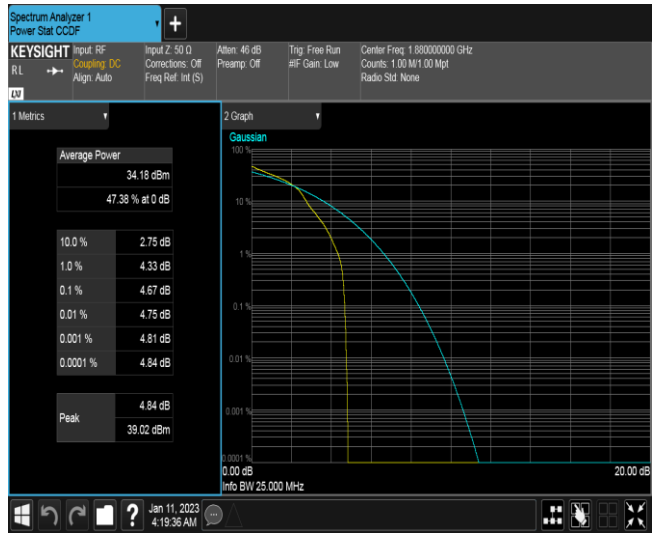 Spectrum Analyzer 1
Power Stat CCDF
+
KEYSIGHT
RL
LXI
Input: RF
Coupling: DC
Align: Auto
Input Z: 50 Ω
Corrections: Off
Freq Ref: Int (S)
Atten: 46 dB
Preamp: Off
Trig: Free Run
#IF Gain: Low
Center Freq: 1.880000000 GHz
Counts: 1.00 M/1.00 Mpt
Radio Std: None
1 Metrics
Average Power
34.18 dBm
47.38 % at 0 dB
10.0 % 2.75 dB
1.0 % 4.33 dB
0.1 % 4.67 dB
0.01 % 4.75 dB
0.001 % 4.81 dB
0.0001 % 4.84 dB
Peak
4.84 dB
39.02 dBm
2 Graph
Gaussian
100 %
10 %
1 %
0.1 %
0.01 %
0.001 %
0.0001 %
0.00 dB 20.00 dB
Info BW 25.000 MHz
?
Jan 11, 2023
4:19:36 AM